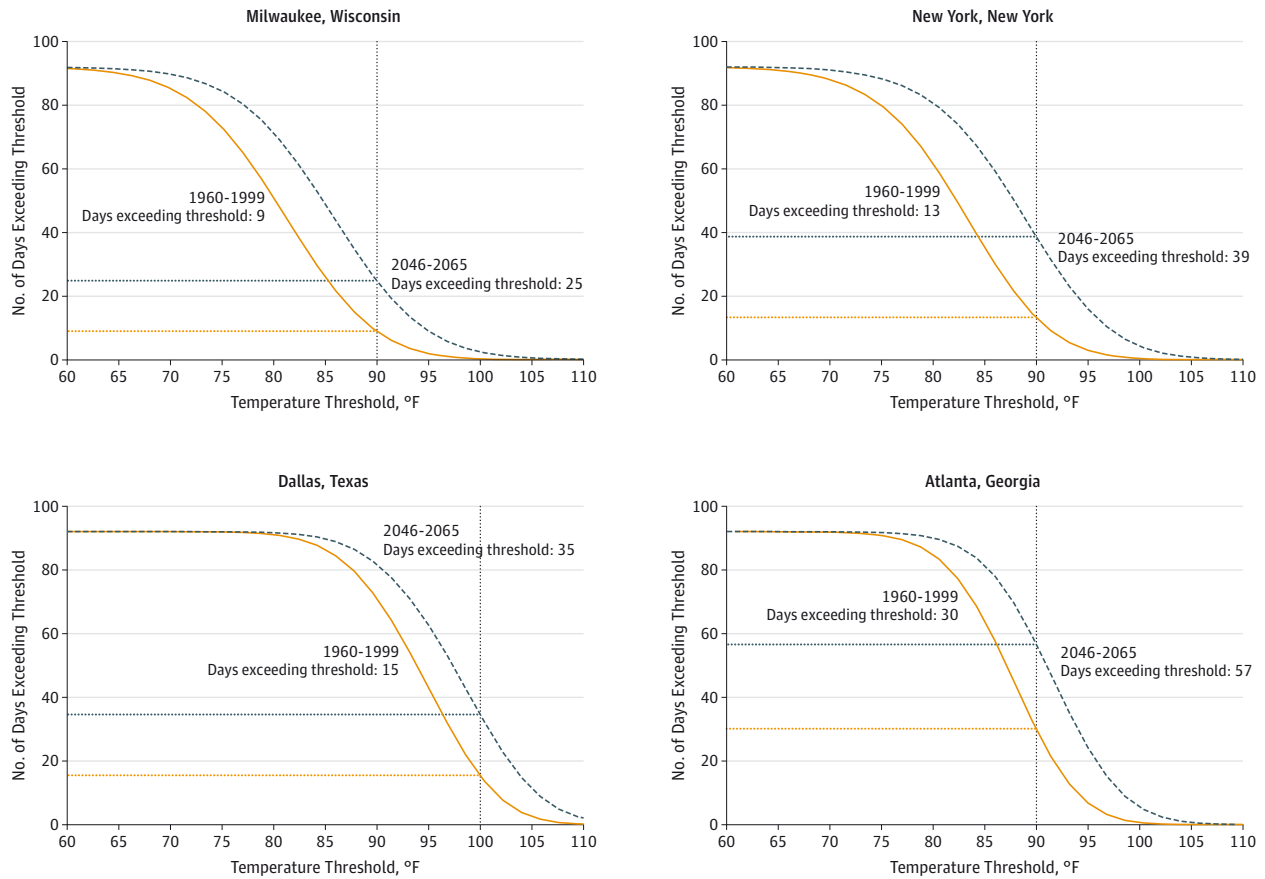 Milwaukee, Wisconsin
100
80
60
40
20
0
No. of Days Exceeding Threshold
1960-1999
Days exceeding threshold: 9
2046-2065
Days exceeding threshold: 25
60 65 70 75 80 85 90 95 100 105 110
Temperature Threshold, °F
New York, New York
100
80
60
40
20
0
No. of Days Exceeding Threshold
1960-1999
Days exceeding threshold: 13
2046-2065
Days exceeding threshold: 39
60 65 70 75 80 85 90 95 100 105 110
Temperature Threshold, °F
Dallas, Texas
100
80
60
40
20
0
No. of Days Exceeding Threshold
2046-2065
Days exceeding threshold: 35
1960-1999
Days exceeding threshold: 15
60 65 70 75 80 85 90 95 100 105 110
Temperature Threshold, °F
Atlanta, Georgia
100
80
60
40
20
0
No. of Days Exceeding Threshold
1960-1999
Days exceeding threshold: 30
2046-2065
Days exceeding threshold: 57
60 65 70 75 80 85 90 95 100 105 110
Temperature Threshold, °F